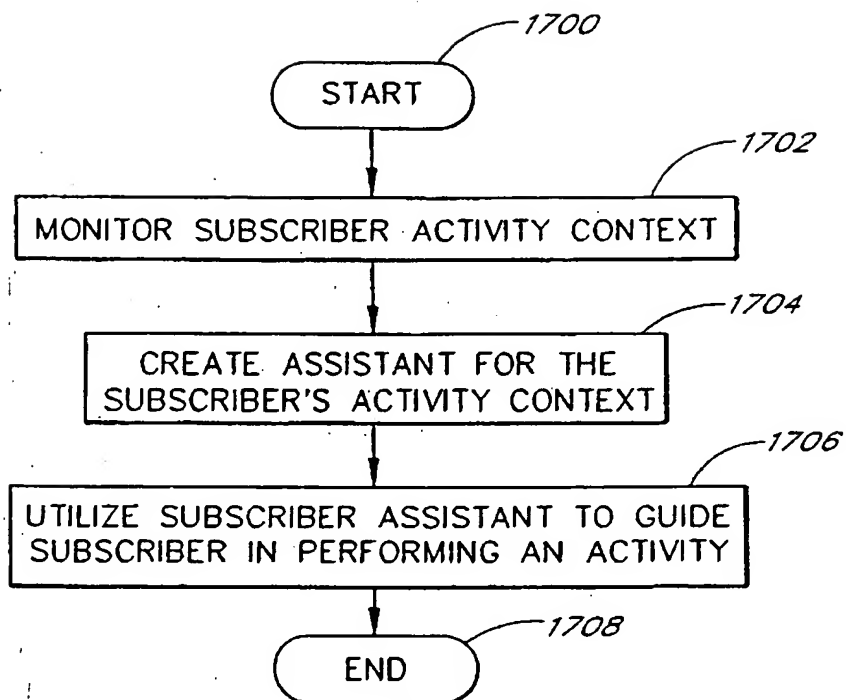 1700
START
1702
MONITOR SUBSCRIBER ACTIVITY CONTEXT
1704
CREATE ASSISTANT FOR THE
SUBSCRIBER'S ACTIVITY CONTEXT
1706
UTILIZE SUBSCRIBER ASSISTANT TO GUIDE
SUBSCRIBER IN PERFORMING AN ACTIVITY
1708
END